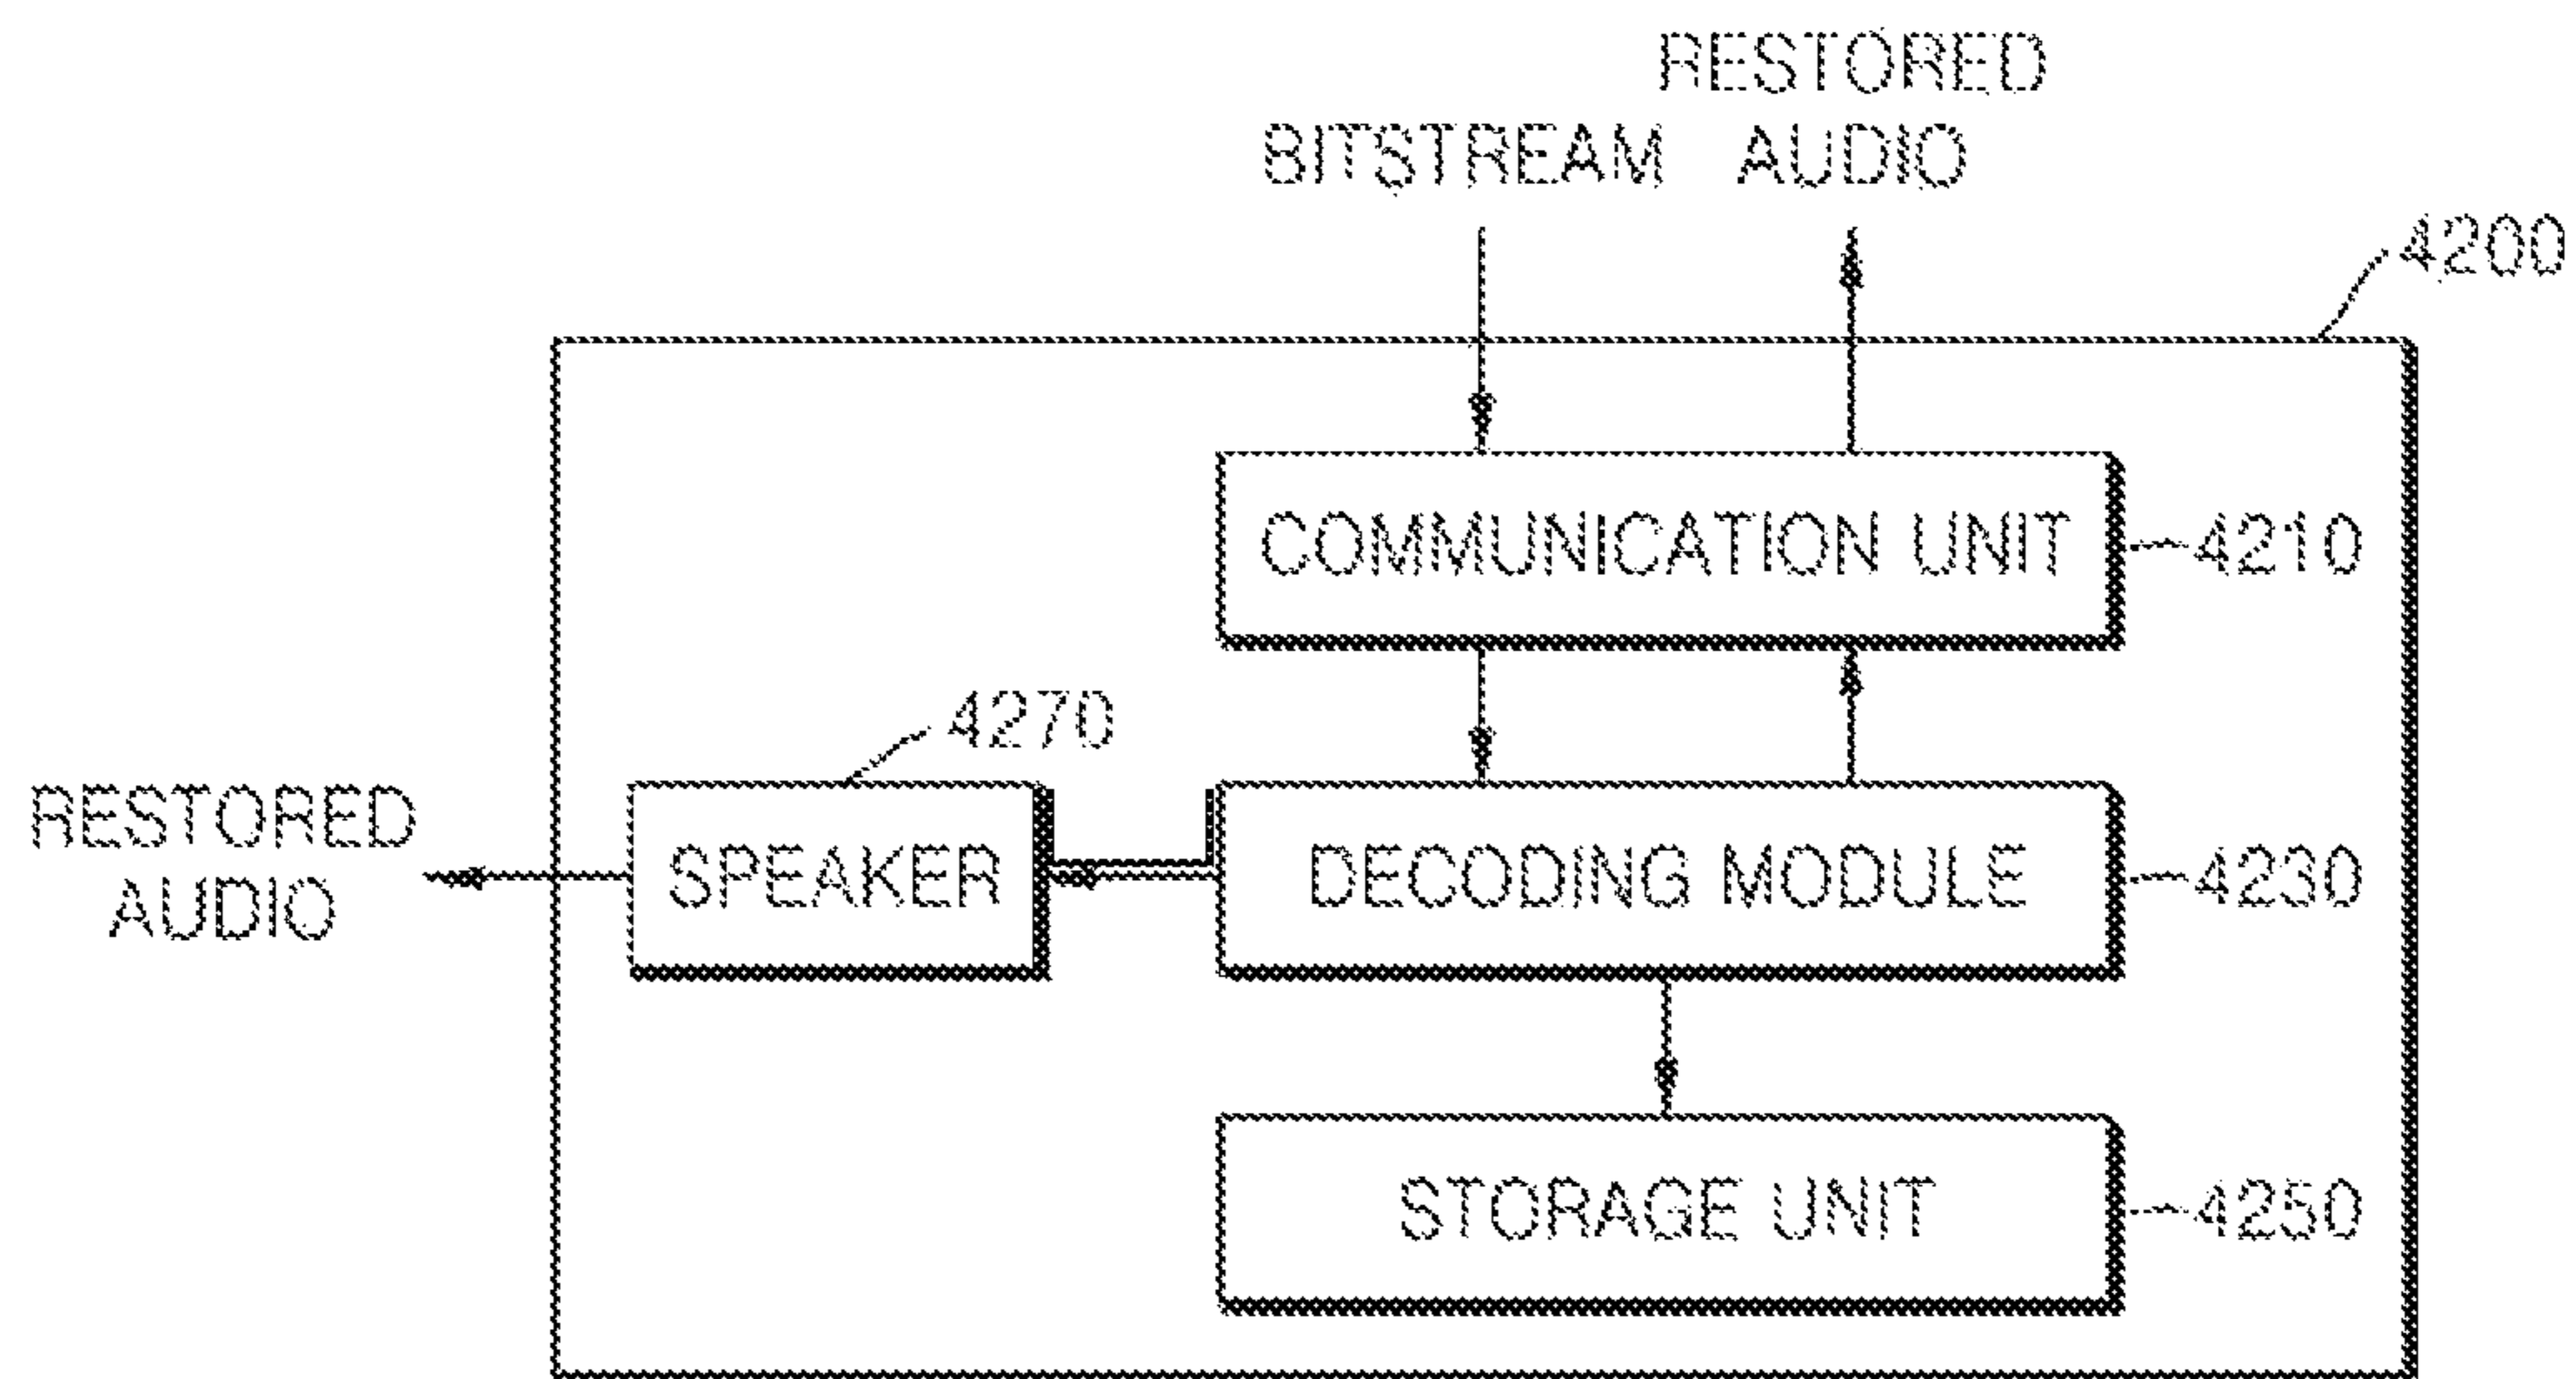 RESTORED
BITSTREAM AUDIO
4200
COMMUNICATION UNIT 4210
4270
RESTORED
AUDIO
SPEAKER
DECODING MODULE 4230
STORAGE UNIT 4250